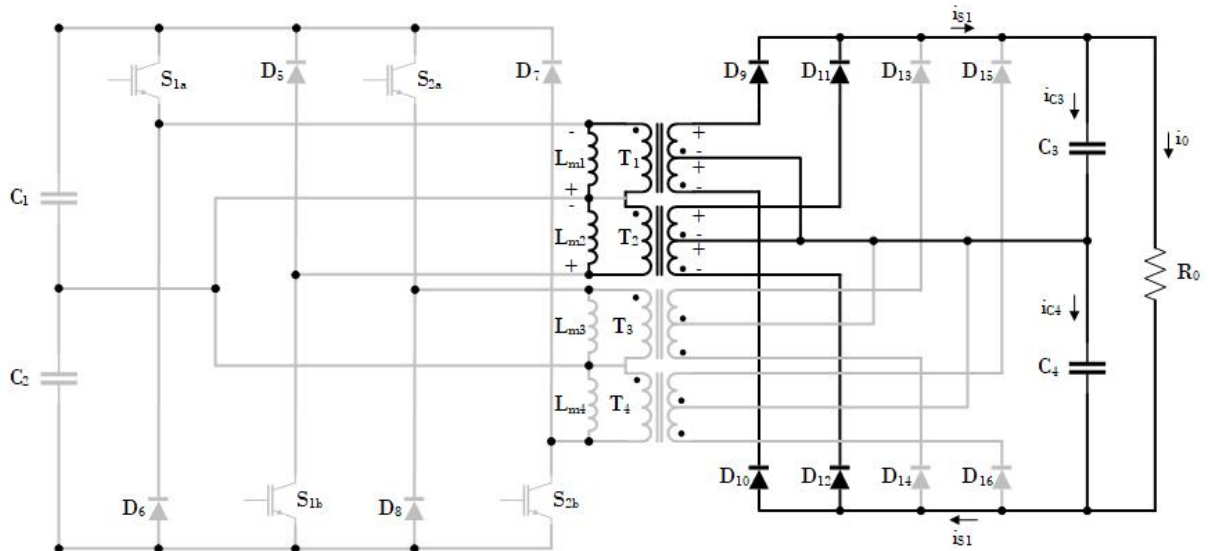 iS1
S1a
D5
S2a
D7
D9
D11
D13
D15
iC3
- + -
Lm1
T1
C3
i0
+ - + -
C1
+ -
Lm2
T2
+ - + -
R0
Lm3
T3
iC4
C2
C4
Lm4
T4
D6
S1b
D8
S2b
D10
D12
D14
D16
iS1